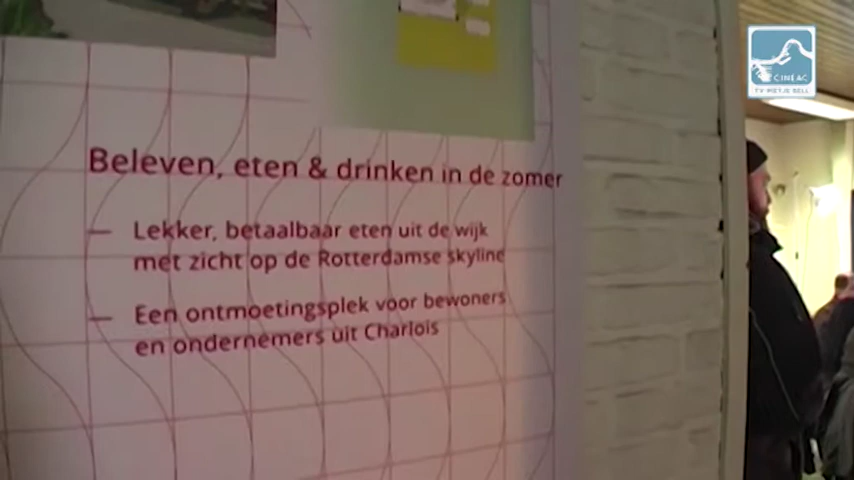 Beleven, eten & drinken in de zomer
— Lekker, betaalbaar eten uit de wijk
met zicht op de Rotterdamse skyline
— Een ontmoetingsplek voor bewoners
en ondernemers uit Charlois
CINEAC
TV PIETJE BELL